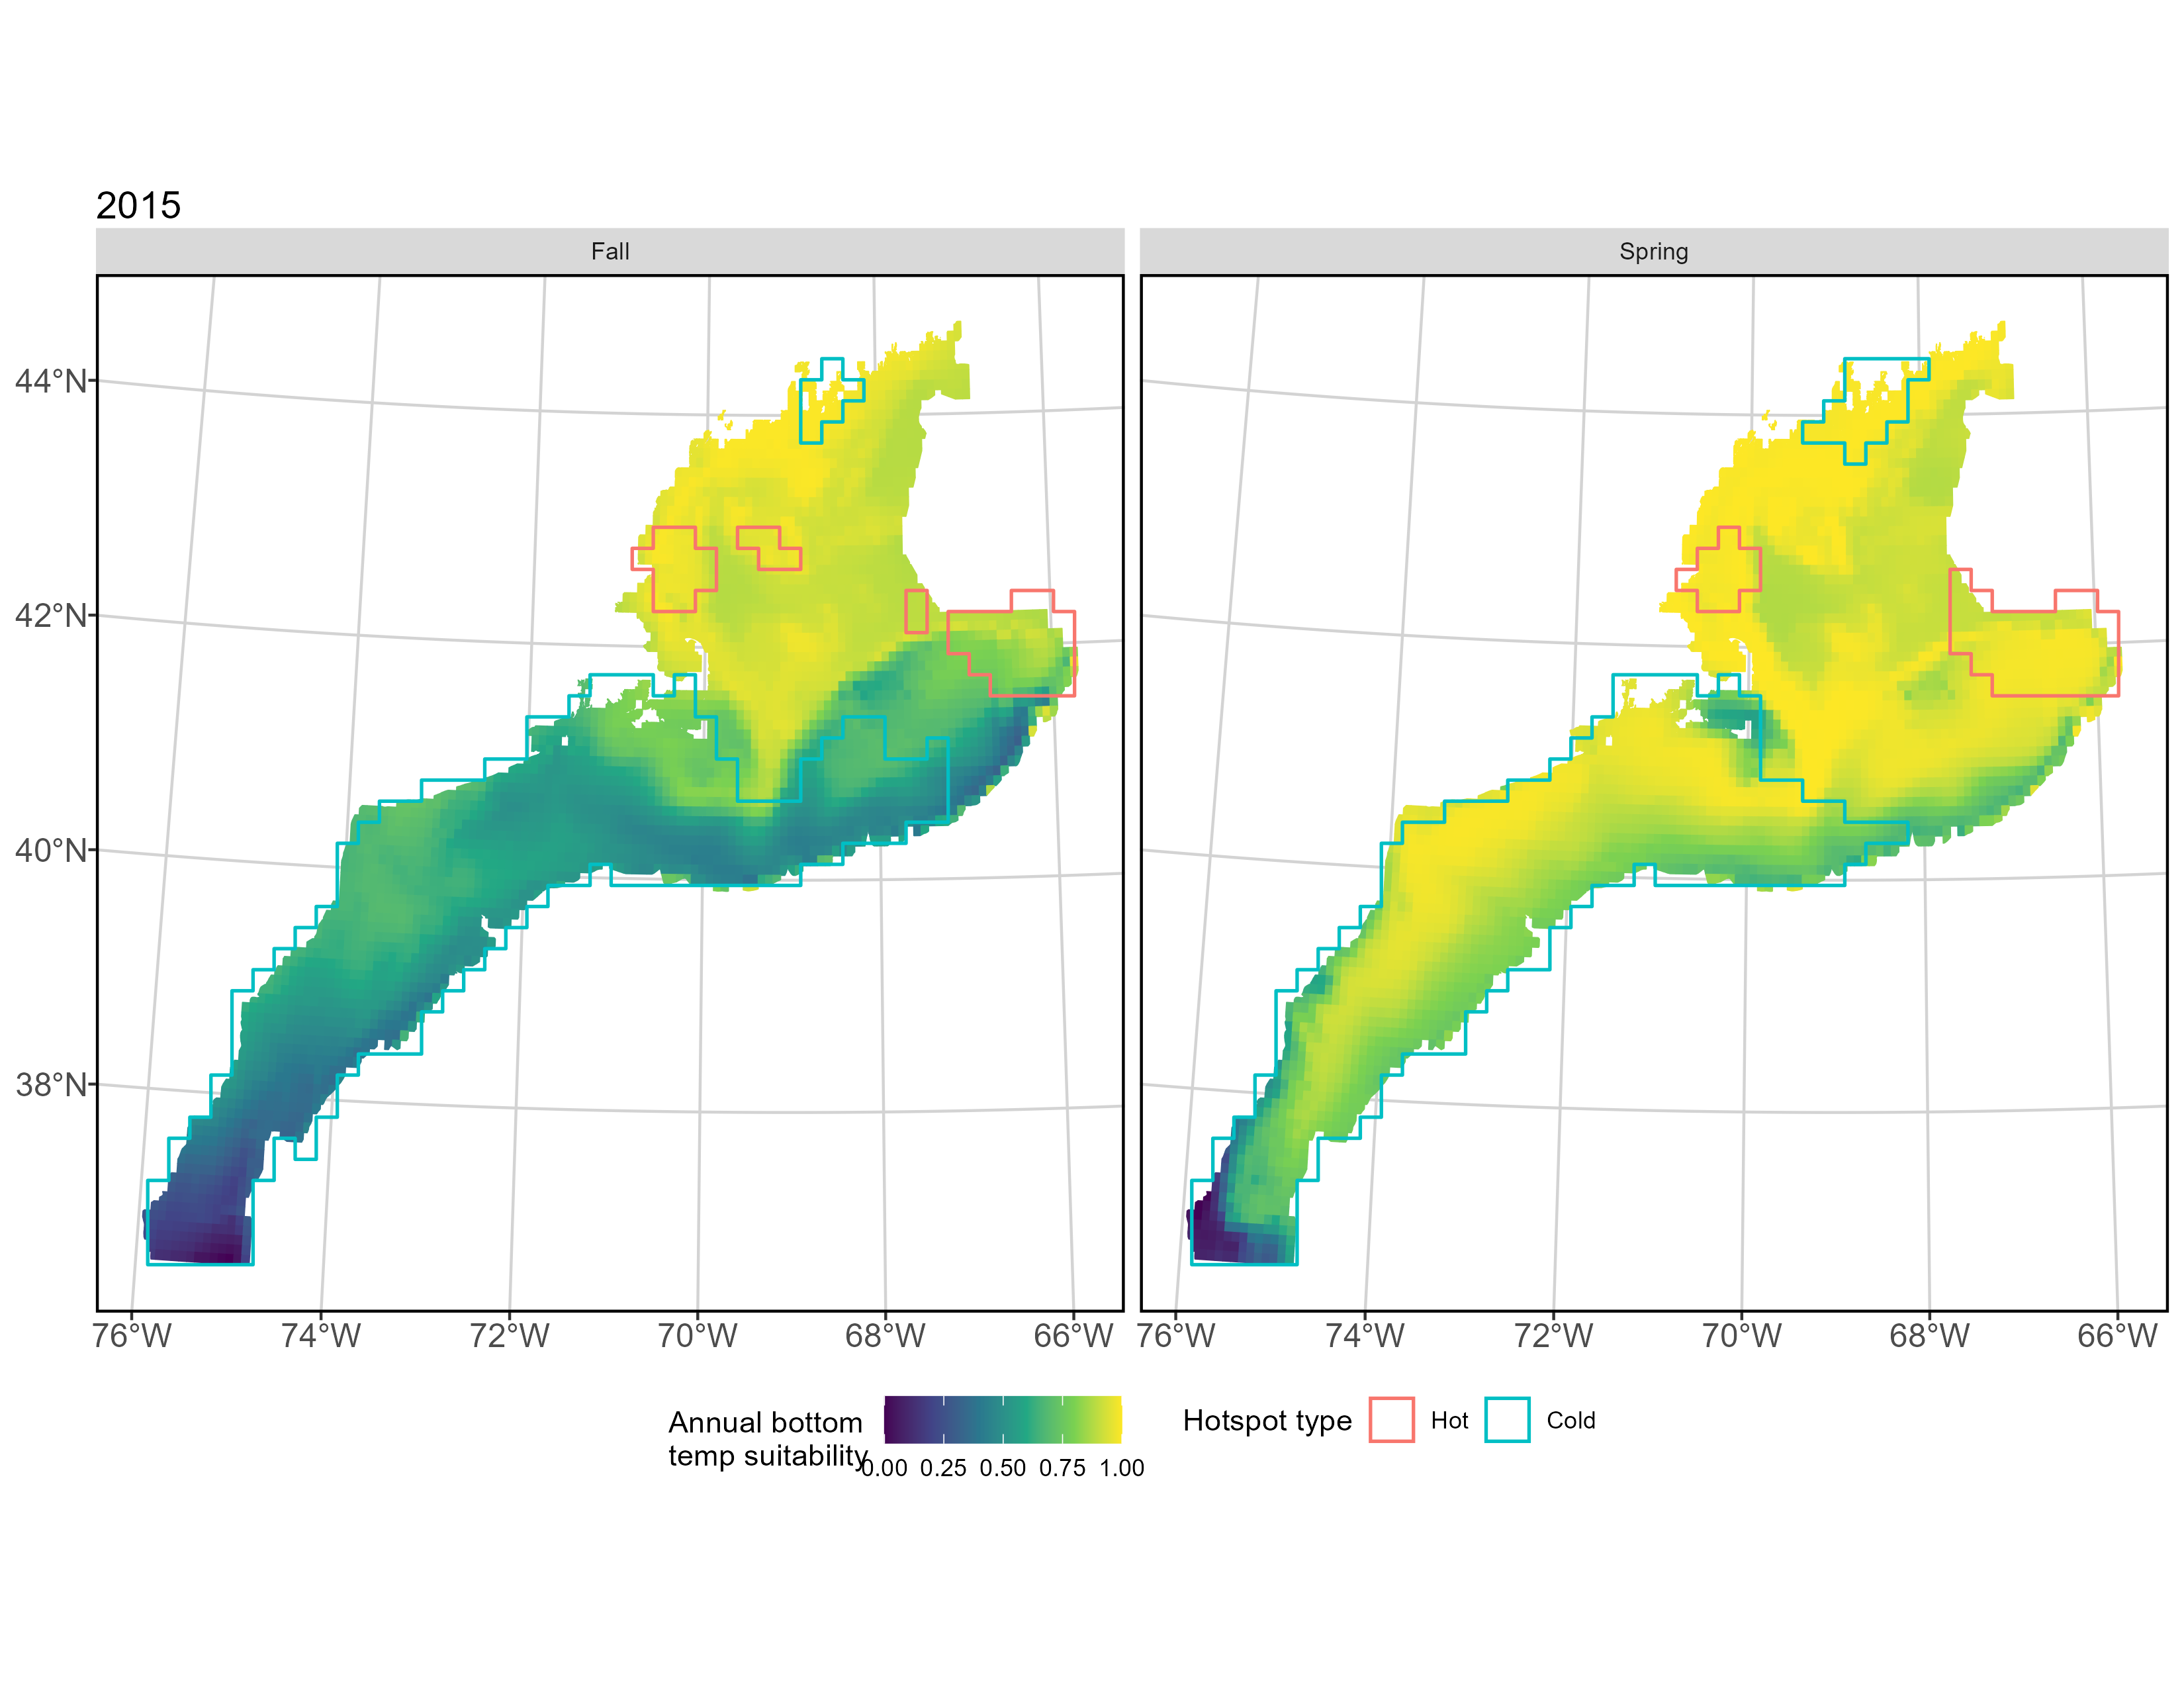 2015
Fall
Spring
44°N
42°N
40°N
38°N
76°W 74°W 72°W 70°W 68°W 66°W
76°W 74°W 72°W 70°W 68°W 66°W
Annual bottom
temp suitability
0.00 0.25 0.50 0.75 1.00
Hotspot type
Hot
Cold